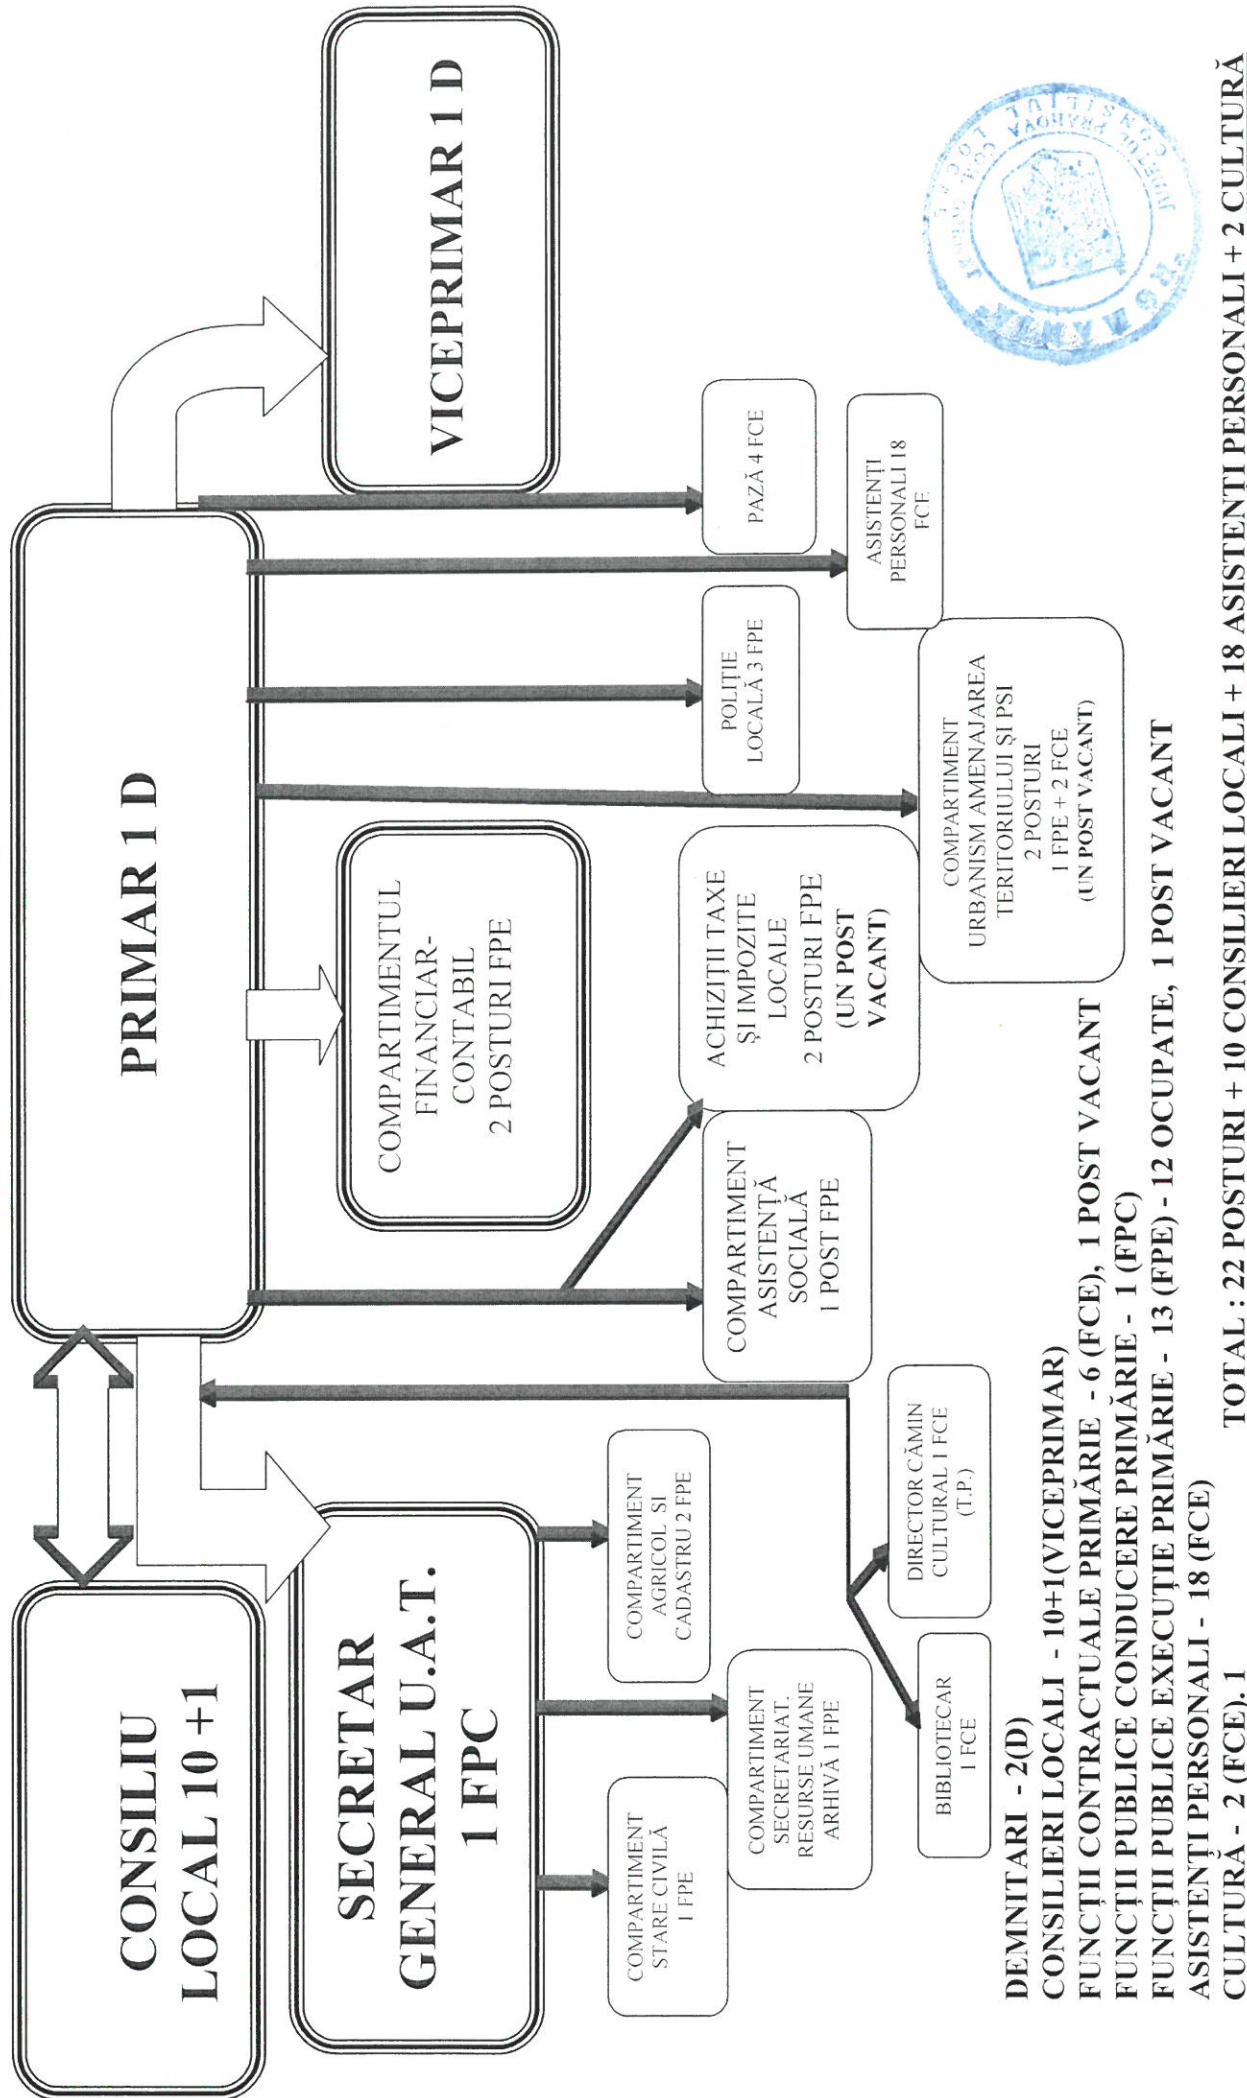 CONSILIU
LOCAL 10 +1
PRIMAR 1 D
VICEPRIMAR 1 D
SECRETAR
GENERAL U.A.T.
1 FPC
COMPARTIMENTUL
FINANCIAR-
CONTABIL
2 POSTURI FPE
COMPARTIMENT
STARE CIVILĂ
1 FPE
COMPARTIMENT
SECRETARIAT.
RESURSE UMANE
ARHIVĂ 1 FPE
COMPARTIMENT
AGRICOL SI
CADASTRU 2 FPE
COMPARTIMENT
ASISTENȚĂ
SOCIALĂ
1 POST FPE
ACHIZIȚII TAXE
ȘI IMPOZITE
LOCALE
2 POSTURI FPE
(UN POST
VACANT)
POLIȚIE
LOCALĂ 3 FPE
PAZĂ 4 FCE
ASISTENȚI
PERSONALI 18
FCE
COMPARTIMENT
URBANISM AMENAJAREA
TERITORIULUI ȘI PSI
2 POSTURI
1 FPE + 2 FCE
(UN POST VACANT)
BIBLIOTECAR
1 FCE
DIRECTOR CĂMIN
CULTURAL 1 FCE
(T.P.)
DEMNITARI - 2(D)
CONSILIERI LOCALI - 10+1(VICEPRIMAR)
FUNCȚII CONTRACTUALE PRIMĂRIE - 6 (FCE), 1 POST VACANT
FUNCȚII PUBLICE CONDUCERE PRIMĂRIE - 1 (FPC)
FUNCȚII PUBLICE EXECUȚIE PRIMĂRIE - 13 (FPE) - 12 OCUPATE, 1 POST VACANT
ASISTENȚI PERSONALI - 18 (FCE)
CULTURĂ - 2 (FCE), 1
TOTAL : 22 POSTURI + 10 CONSILIERI LOCALI + 18 ASISTENȚI PERSONALI + 2 CULTURĂ
CONSILIUL LOCAL
JUDEȚUL PRAHOVA